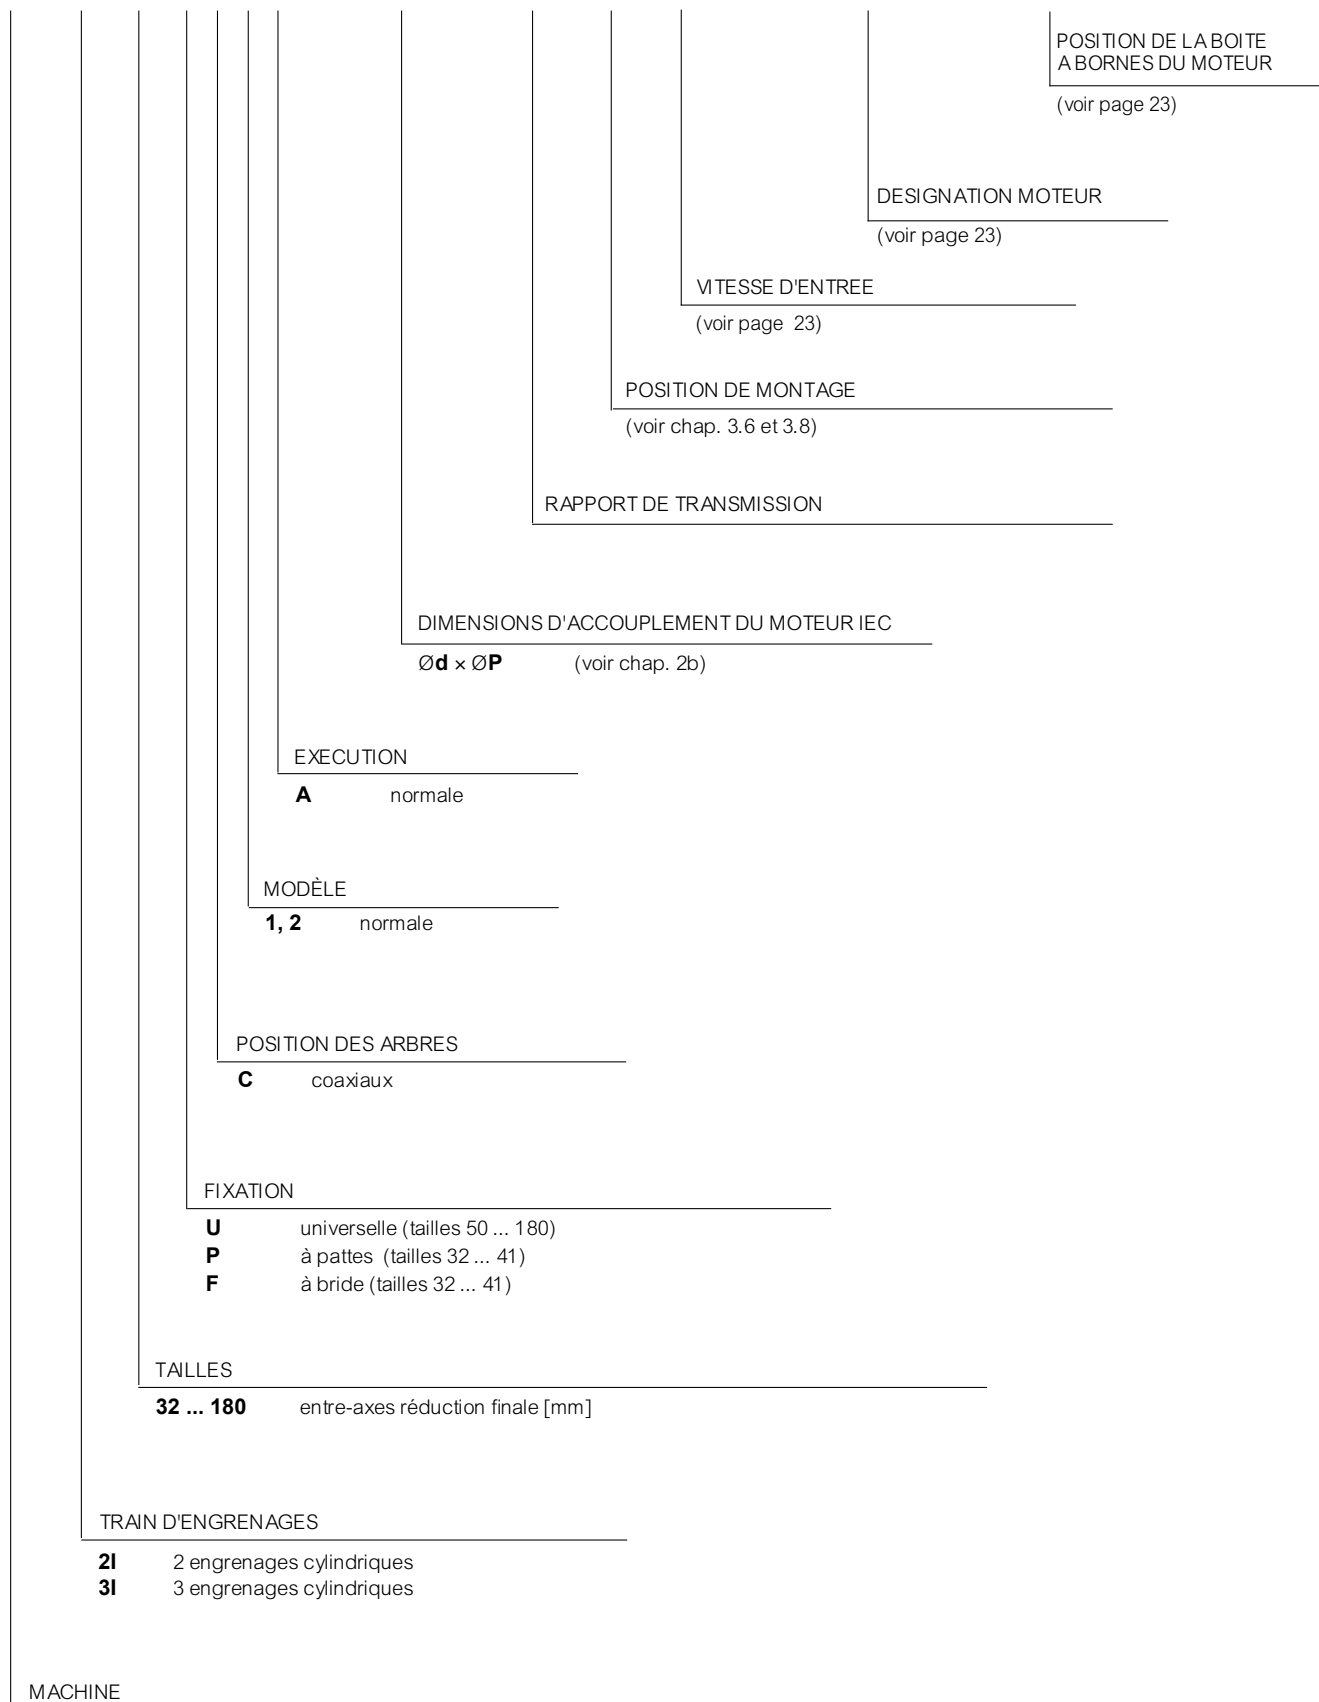 POSITION DE LA BOITE
A BORNES DU MOTEUR
(voir page 23)
DESIGNATION MOTEUR
(voir page 23)
VITESSE D'ENTREE
(voir page 23)
POSITION DE MONTAGE
(voir chap. 3.6 et 3.8)
RAPPORT DE TRANSMISSION
DIMENSIONS D'ACCOUPLEMENT DU MOTEUR IEC
Ød × ØP (voir chap. 2b)
EXECUTION
A normale
MODÈLE
1, 2 normale
POSITION DES ARBRES
C coaxiaux
FIXATION
U universelle (tailles 50 ... 180)
P à pattes (tailles 32 ... 41)
F à bride (tailles 32 ... 41)
TAILLES
32 ... 180 entre-axes réduction finale [mm]
TRAIN D'ENGRENAGES
2I 2 engrenages cylindriques
3I 3 engrenages cylindriques
MACHINE